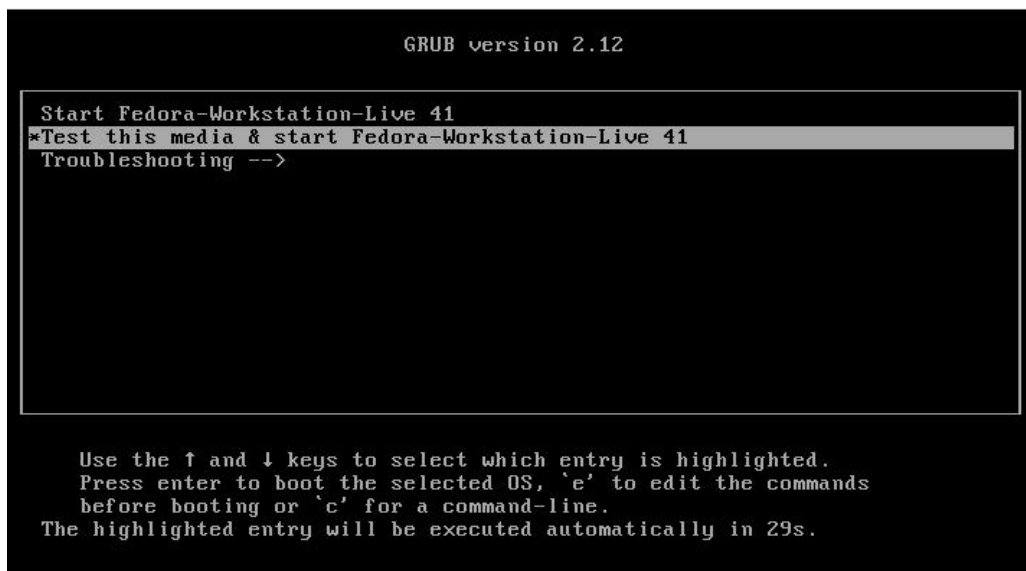 GRUB version 2.12
Start Fedora-Workstation-Live 41
*Test this media & start Fedora-Workstation-Live 41
Troubleshooting -->
Use the ↑ and ↓ keys to select which entry is highlighted.
Press enter to boot the selected OS, `e' to edit the commands
before booting or `c' for a command-line.
The highlighted entry will be executed automatically in 29s.